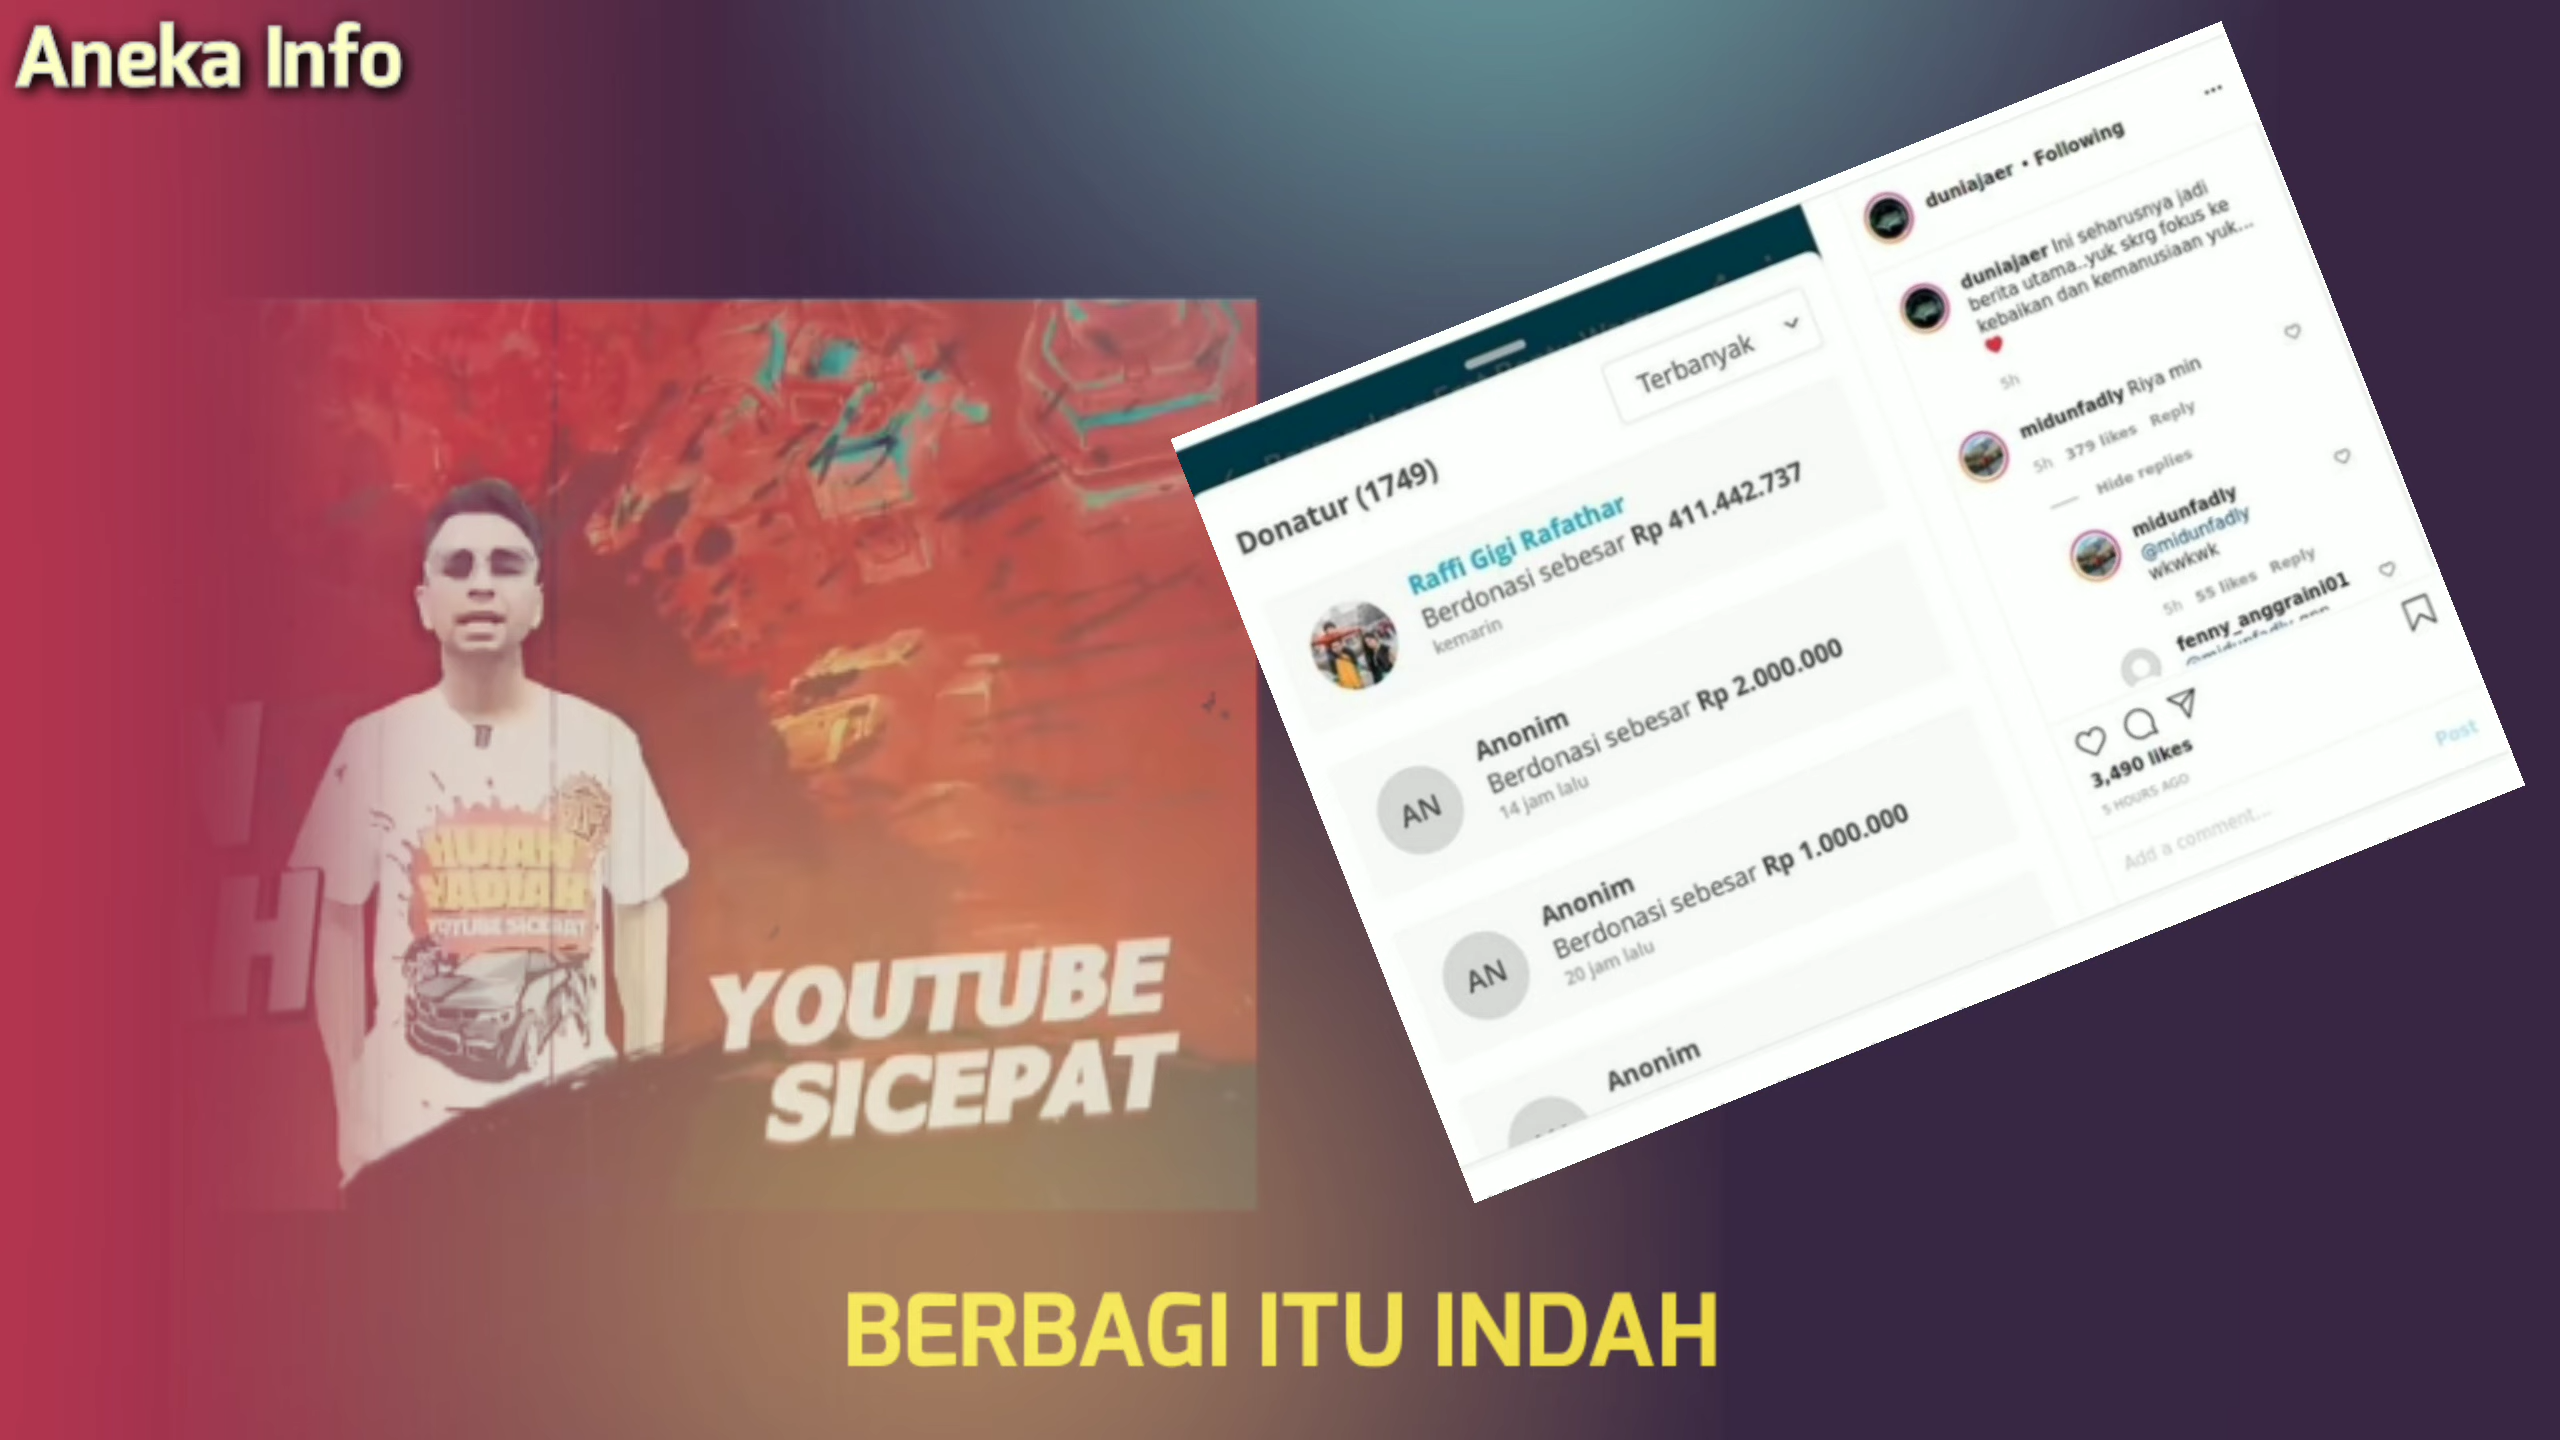 Aneka Info
HURAH
YADIAH
YOUTUBE SICEPAT
YOUTUBE
SICEPAT
Terbanyak
Donatur (1749)
Raffi Gigi Rafathar
Berdonasi sebesar Rp 411.442.737
kemarin
AN
Anonim
Berdonasi sebesar Rp 2.000.000
14 jam lalu
AN
Anonim
Berdonasi sebesar Rp 1.000.000
20 jam lalu
Anonim
duniajaer • Following
duniajaer Ini seharusnya jadi
berita utama..yuk skrg fokus ke
kebaikan dan kemanusiaan yuk...
❤
5h
midunfadly Riya min
5h 379 likes Reply
Hide replies
midunfadly
@midunfadly
wkwkwk
5h 55 likes Reply
fenny_anggraini01
3,490 likes
5 HOURS AGO
Add a comment...
Post
BERBAGI ITU INDAH